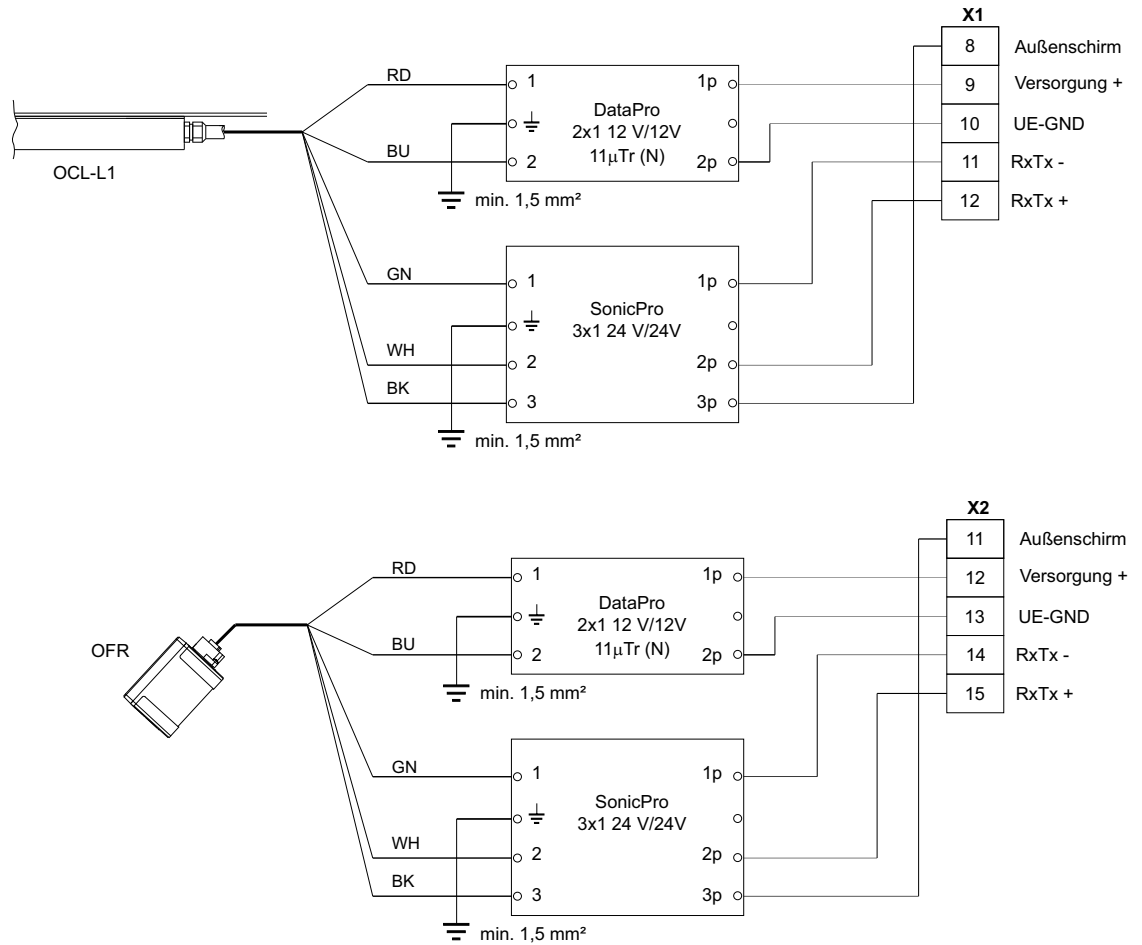 X1
8 Außenschirm
RD
1 1p
9 Versorgung +
DataPro
2x1 12 V/12V
11µTr (N)
10 UE-GND
BU
2 2p
11 RxTx -
OCL-L1
min. 1,5 mm²
12 RxTx +
GN
1 1p
SonicPro
3x1 24 V/24V
WH
2 2p
BK
3 3p
min. 1,5 mm²
X2
11 Außenschirm
RD
1 1p
12 Versorgung +
DataPro
2x1 12 V/12V
11µTr (N)
13 UE-GND
OFR
BU
2 2p
14 RxTx -
min. 1,5 mm²
15 RxTx +
GN
1 1p
SonicPro
3x1 24 V/24V
WH
2 2p
BK
3 3p
min. 1,5 mm²